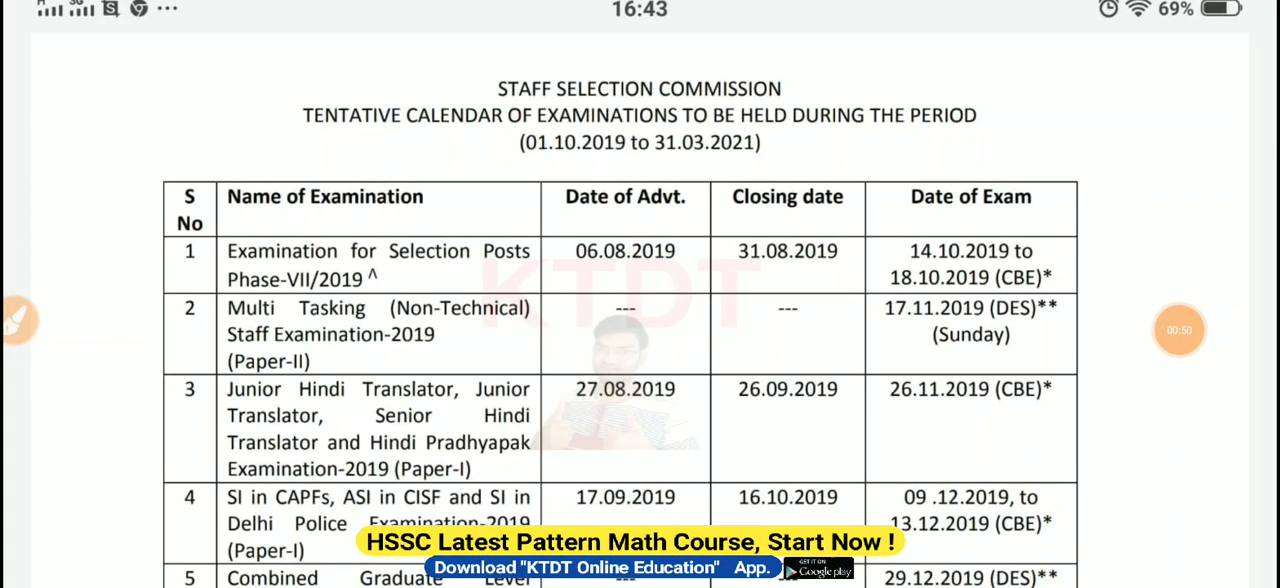 H 3G 16:43 69%
STAFF SELECTION COMMISSION
TENTATIVE CALENDAR OF EXAMINATIONS TO BE HELD DURING THE PERIOD
(01.10.2019 to 31.03.2021)
S No Name of Examination Date of Advt. Closing date Date of Exam
1 Examination for Selection Posts 06.08.2019 31.08.2019 14.10.2019 to
Phase-VII/2019 ^ 18.10.2019 (CBE)*
KTDT
2 Multi Tasking (Non-Technical) --- --- 17.11.2019 (DES)**
Staff Examination-2019 (Sunday)
(Paper-II)
00:50
3 Junior Hindi Translator, Junior 27.08.2019 26.09.2019 26.11.2019 (CBE)*
Translator, Senior Hindi
Translator and Hindi Pradhyapak
Examination-2019 (Paper-I)
4 SI in CAPFs, ASI in CISF and SI in 17.09.2019 16.10.2019 09 .12.2019, to
Delhi Police Examination-2019 13.12.2019 (CBE)*
(Paper-I)
HSSC Latest Pattern Math Course, Start Now !
Download "KTDT Online Education" App. GET IT ON Google play
5 Combined Graduate Level --- --- 29.12.2019 (DES)**